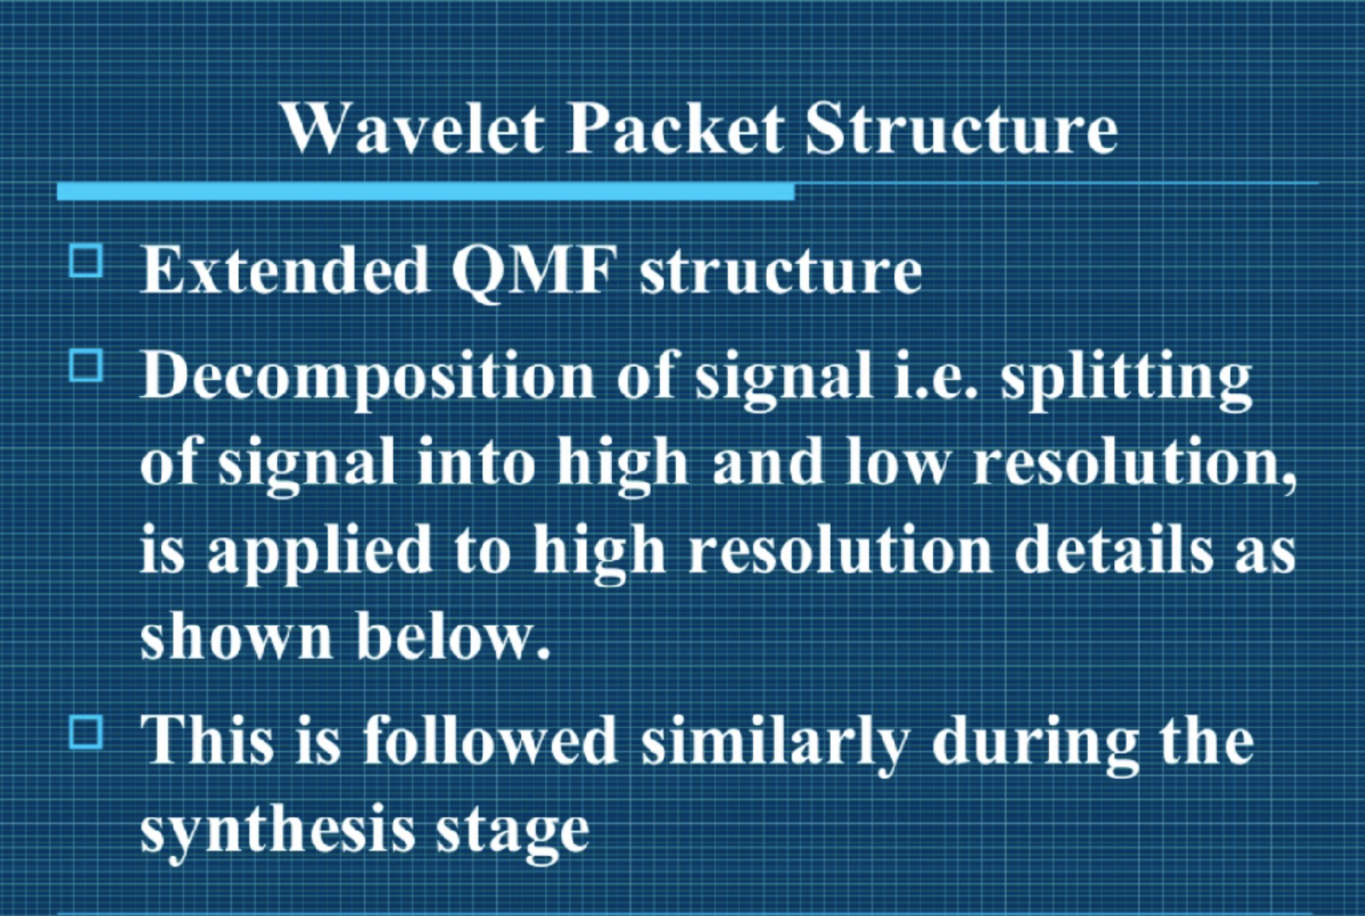 Wavelet Packet Structure
Extended QMF structure
Decomposition of signal i.e. splitting
of signal into high and low resolution,
is applied to high resolution details as
shown below.
This is followed similarly during the
synthesis stage